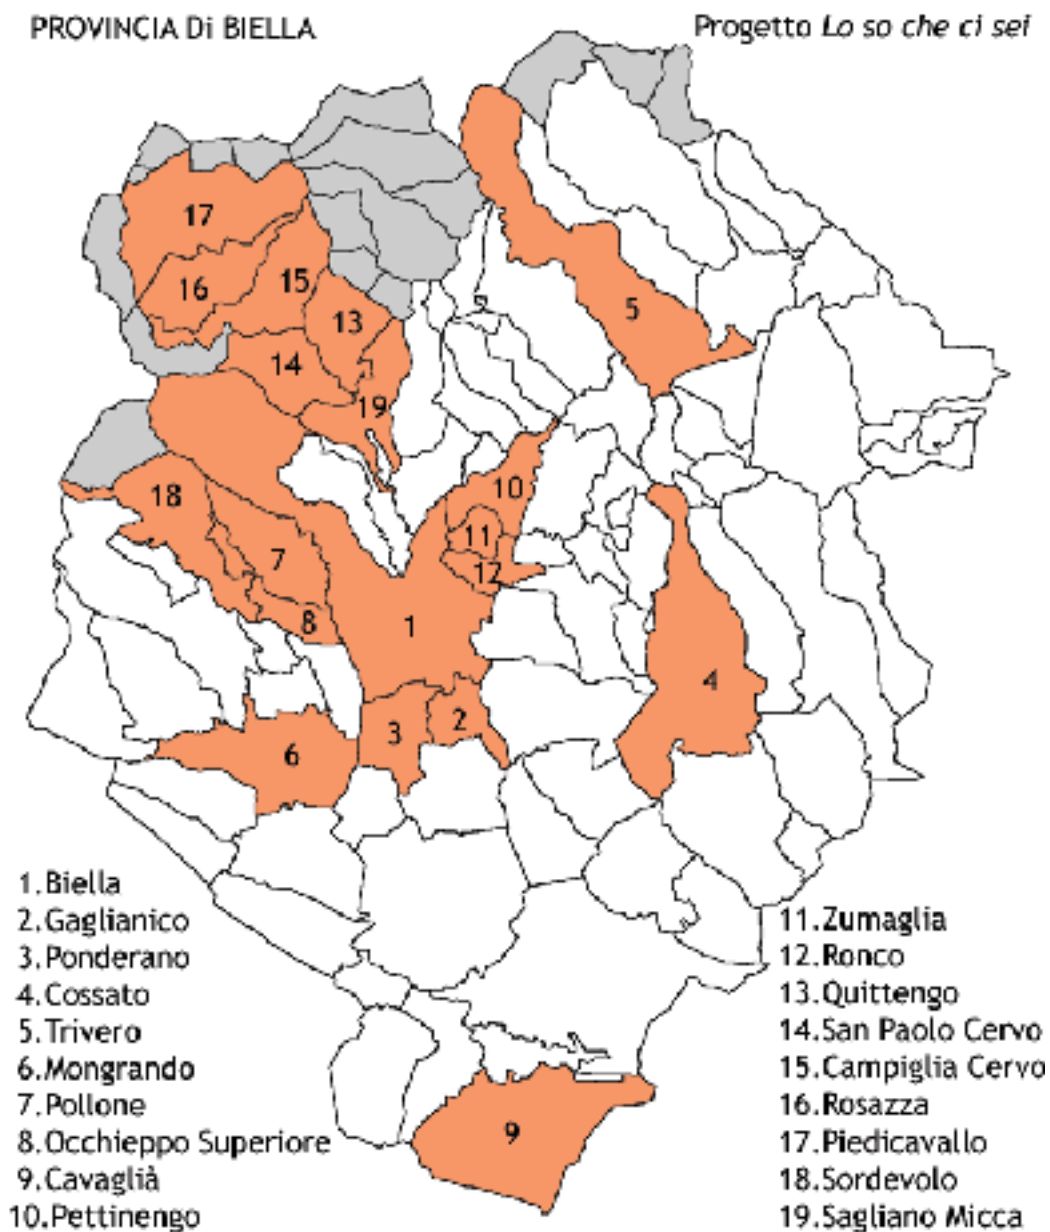 PROVINCIA Di BIELLA
Progetto Lo so che ci sei
17
16
15
13
5
14
19
18
10
11
7
12
8
1
4
3
2
6
9
1.Biella
2.Gaglianico
3.Ponderano
4.Cossato
5.Trivero
6.Mongrando
7.Pollone
8.Occhieppo Superiore
9.Cavaglià
10.Pettinengo
11.Zumaglia
12.Ronco
13.Quittengo
14.San Paolo Cervo
15.Campiglia Cervo
16.Rosazza
17.Piedicavallo
18.Sordevolo
19.Sagliano Micca